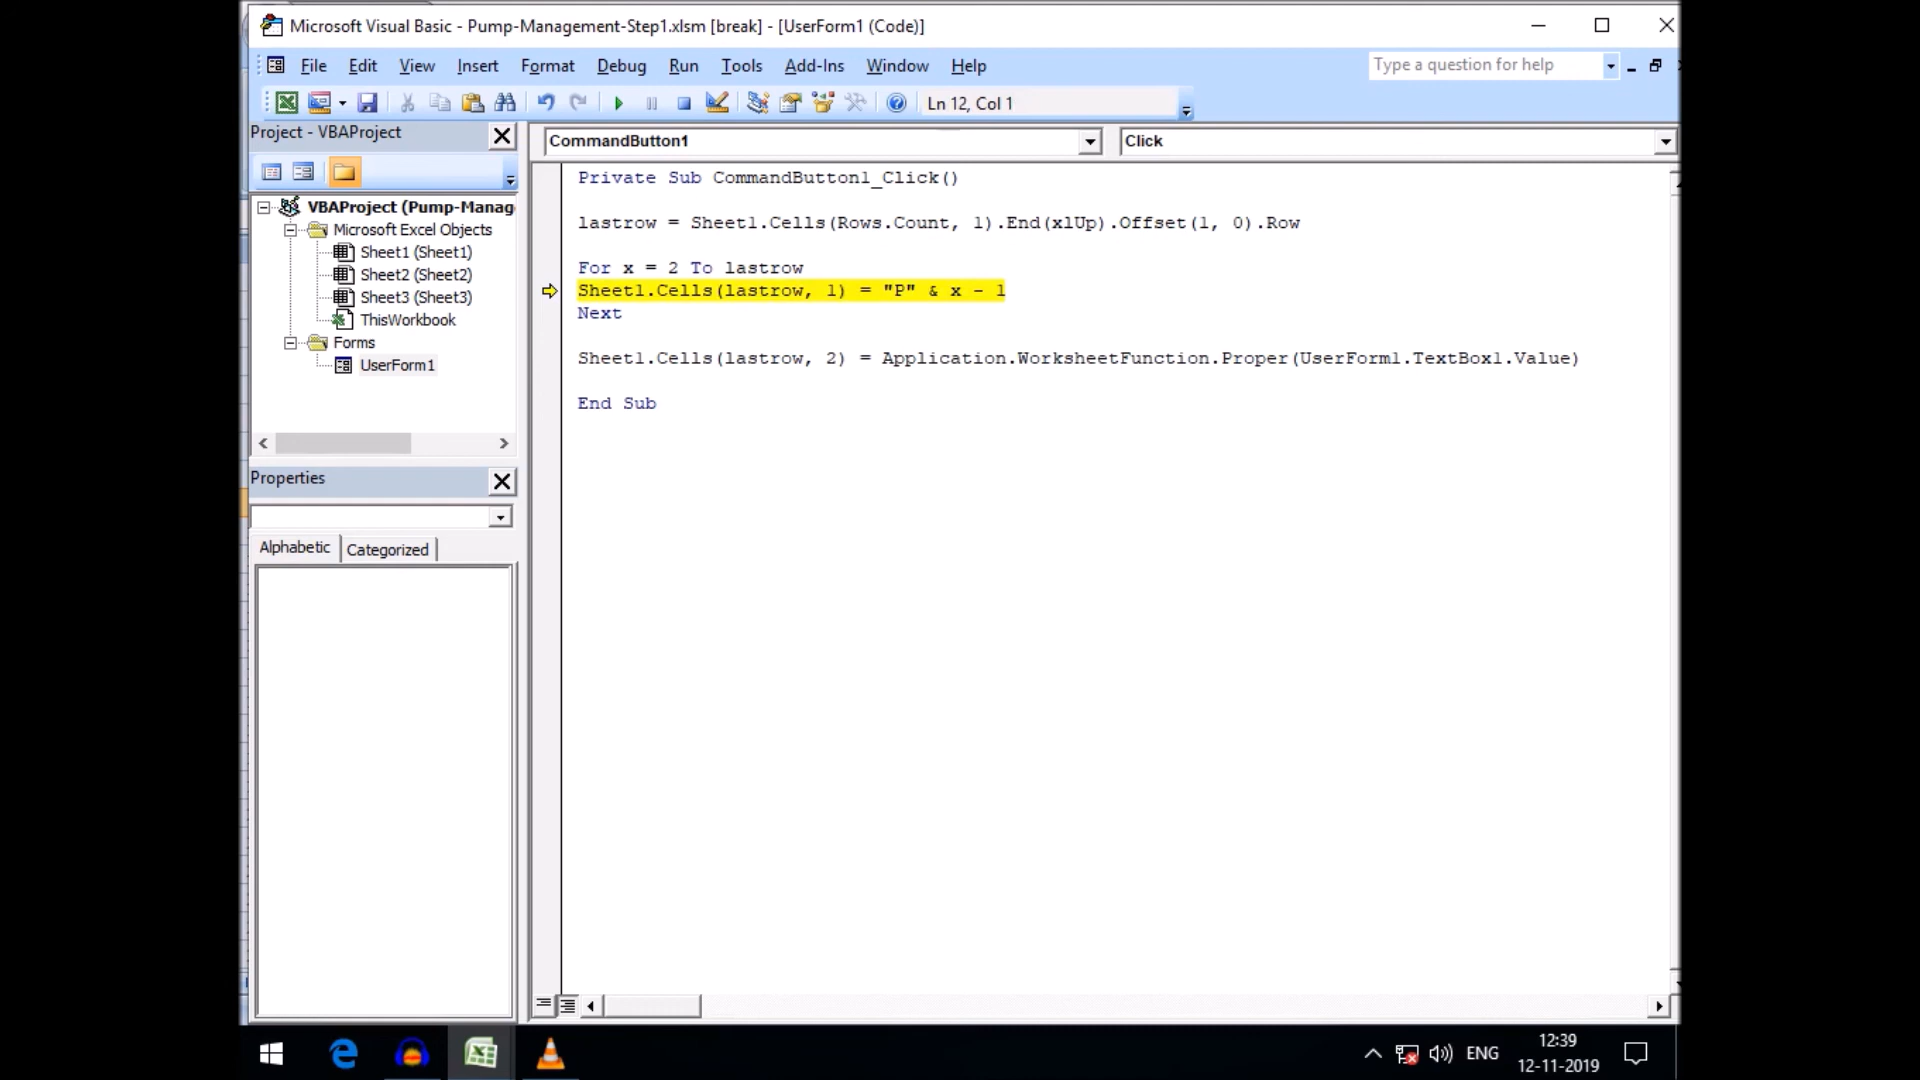 Microsoft Visual Basic - Pump-Management-Step1.xlsm [break] - [UserForm1 (Code)]
File Edit View Insert Format Debug Run Tools Add-Ins Window Help
Type a question for help
Ln 12, Col 1
Project - VBAProject
CommandButton1
Click
VBAProject (Pump-Manag
Microsoft Excel Objects
Sheet1 (Sheet1)
Sheet2 (Sheet2)
Sheet3 (Sheet3)
ThisWorkbook
Forms
UserForm1
Properties
Alphabetic Categorized
Private Sub CommandButton1_Click()
lastrow = Sheet1.Cells(Rows.Count, 1).End(xlUp).Offset(1, 0).Row
For x = 2 To lastrow
Sheet1.Cells(lastrow, 1) = "P" & x - 1
Next
Sheet1.Cells(lastrow, 2) = Application.WorksheetFunction.Proper(UserForm1.TextBox1.Value)
End Sub
ENG
12:39
12-11-2019